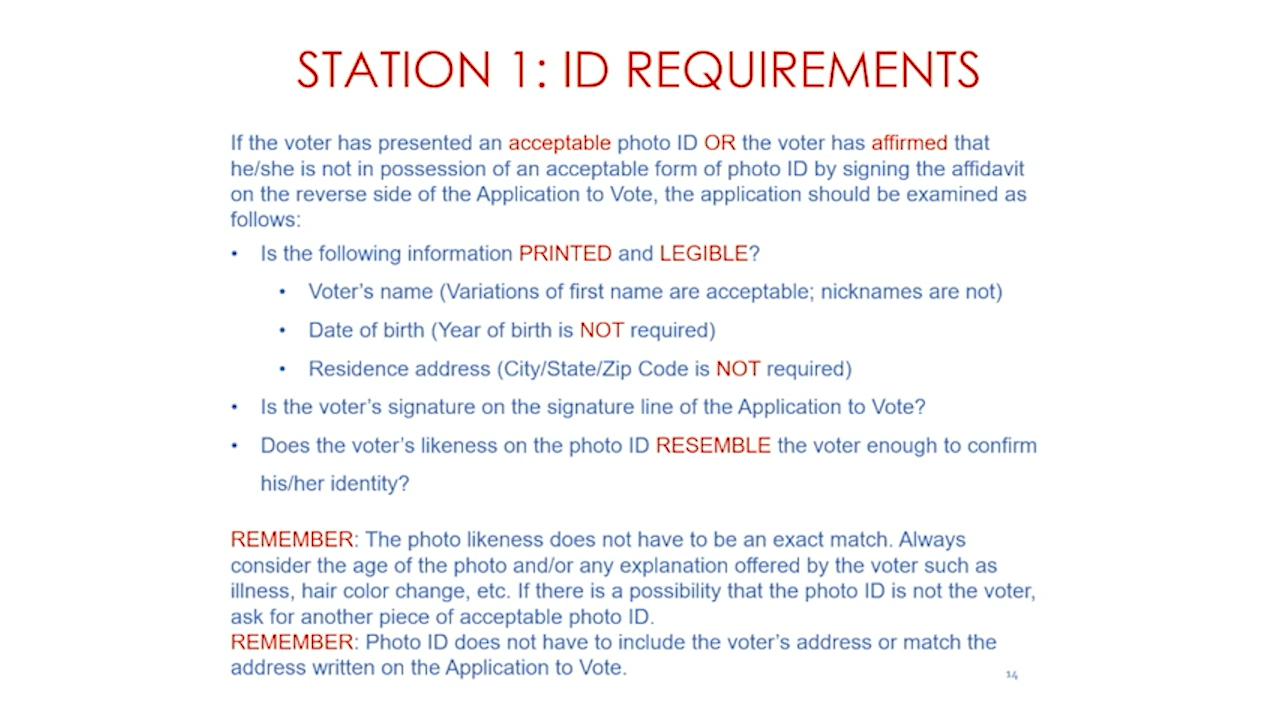 STATION 1: ID REQUIREMENTS
If the voter has presented an acceptable photo ID OR the voter has affirmed that
he/she is not in possession of an acceptable form of photo ID by signing the affidavit
on the reverse side of the Application to Vote, the application should be examined as
follows:
• Is the following information PRINTED and LEGIBLE?
• Voter's name (Variations of first name are acceptable; nicknames are not)
• Date of birth (Year of birth is NOT required)
• Residence address (City/State/Zip Code is NOT required)
• Is the voter's signature on the signature line of the Application to Vote?
• Does the voter's likeness on the photo ID RESEMBLE the voter enough to confirm
his/her identity?
REMEMBER: The photo likeness does not have to be an exact match. Always
consider the age of the photo and/or any explanation offered by the voter such as
illness, hair color change, etc. If there is a possibility that the photo ID is not the voter,
ask for another piece of acceptable photo ID.
REMEMBER: Photo ID does not have to include the voter's address or match the
address written on the Application to Vote.
14